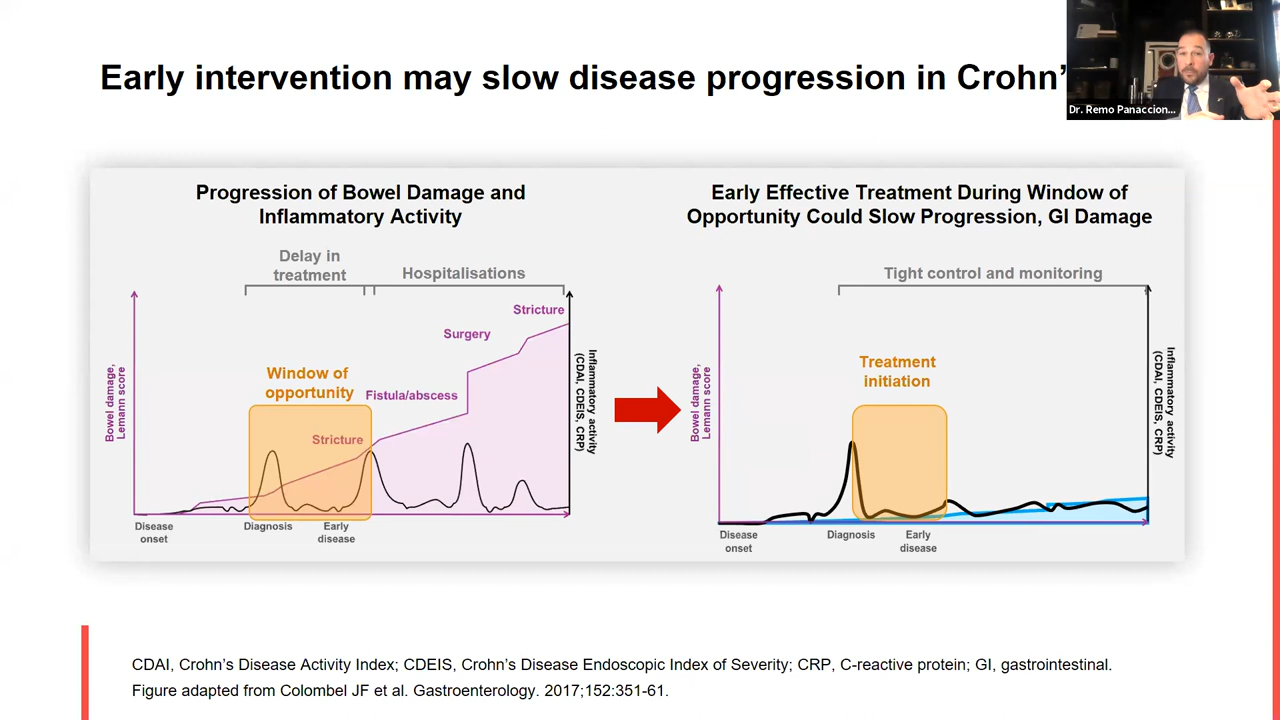 Early intervention may slow disease progression in Crohn'
Dr. Remo Panaccion...
Progression of Bowel Damage and
Inflammatory Activity
Delay in
treatment
Hospitalisations
Stricture
Surgery
Window of
opportunity
Fistula/abscess
Stricture
Bowel damage,
Lemann score
Inflammatory activity
(CDAI, CDEIS, CRP)
Disease
onset
Diagnosis
Early
disease
Early Effective Treatment During Window of
Opportunity Could Slow Progression, GI Damage
Tight control and monitoring
Treatment
initiation
Bowel damage,
Lemann score
Inflammatory activity
(CDAI, CDEIS, CRP)
Disease
onset
Diagnosis
Early
disease
CDAI, Crohn's Disease Activity Index; CDEIS, Crohn's Disease Endoscopic Index of Severity; CRP, C-reactive protein; GI, gastrointestinal.
Figure adapted from Colombel JF et al. Gastroenterology. 2017;152:351-61.